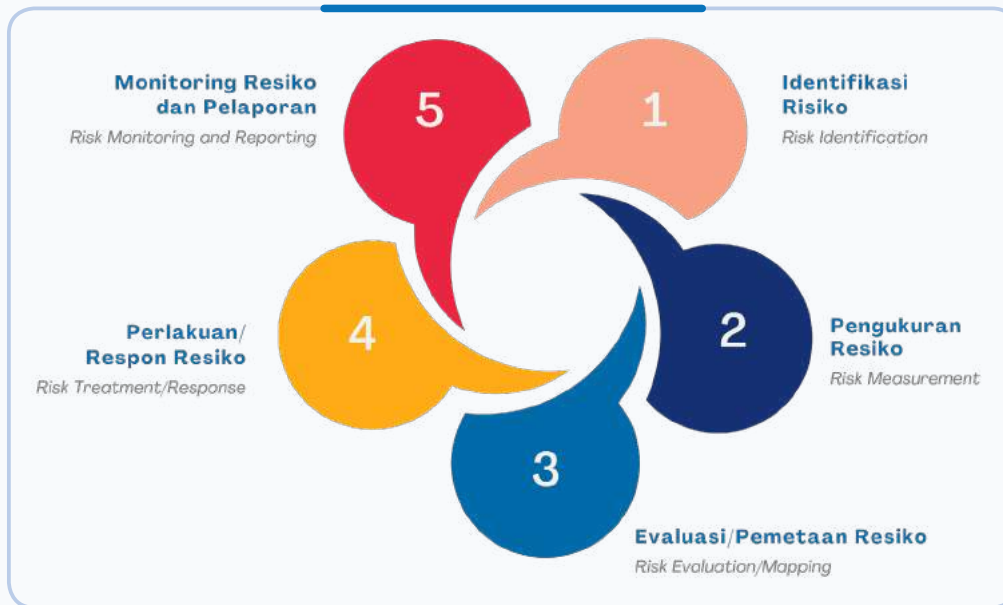 1
Identifikasi
Risiko
Risk Identification
2
Pengukuran
Resiko
Risk Measurement
3
Evaluasi/Pemetaan Resiko
Risk Evaluation/Mapping
4
Perlakuan/
Respon Resiko
Risk Treatment/Response
5
Monitoring Resiko
dan Pelaporan
Risk Monitoring and Reporting